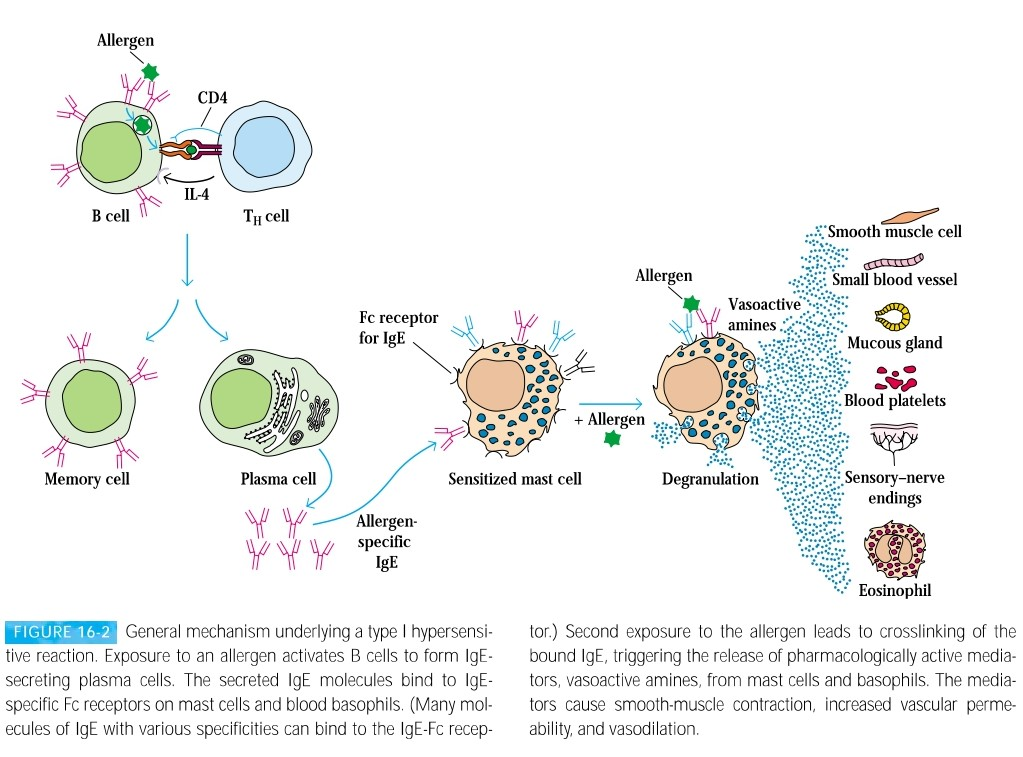 Allergen
CD4
IL-4
B cell
TH cell
Smooth muscle cell
Allergen
Small blood vessel
Vasoactive
amines
Fc receptor
for IgE
Mucous gland
Blood platelets
+ Allergen
Memory cell
Plasma cell
Sensitized mast cell
Degranulation
Sensory–nerve
endings
Allergen-
specific
IgE
Eosinophil
FIGURE 16-2 General mechanism underlying a type I hypersensi-
tive reaction. Exposure to an allergen activates B cells to form IgE-
secreting plasma cells. The secreted IgE molecules bind to IgE-
specific Fc receptors on mast cells and blood basophils. (Many mol-
ecules of IgE with various specificities can bind to the IgE-Fc recep-
tor.) Second exposure to the allergen leads to crosslinking of the
bound IgE, triggering the release of pharmacologically active media-
tors, vasoactive amines, from mast cells and basophils. The media-
tors cause smooth-muscle contraction, increased vascular perme-
ability, and vasodilation.